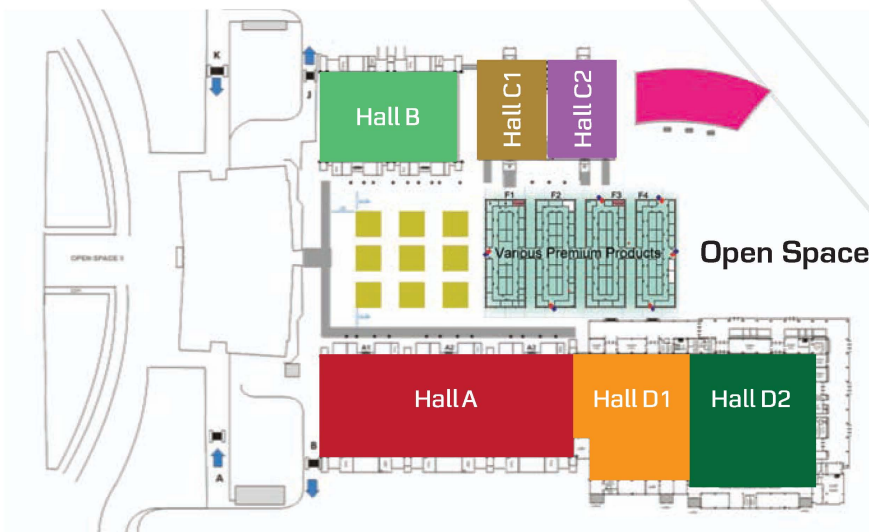 K
J
Hall B
Hall C1
Hall C2
F1
F2
F3
F4
OPEN SPACE 1
Various Premium Products
Open Space
A1
A2
A3
Hall A
Hall D1
Hall D2
B
A